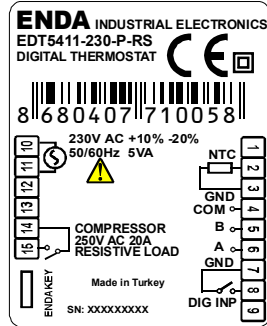 ENDA INDUSTRIAL ELECTRONICS
EDT5411-230-P-RS
DIGITAL THERMOSTAT
CE
8 680407 710058
230V AC +10% -20%
50/60Hz 5VA
10
11
12
13
14
15
COMPRESSOR
250V AC 20A
RESISTIVE LOAD
ENDAKEY
Made in Turkey
SN: XXXXXXXXX
NTC
GND
COM
B
A
GND
DIG INP
1
2
3
4
5
6
7
8
9